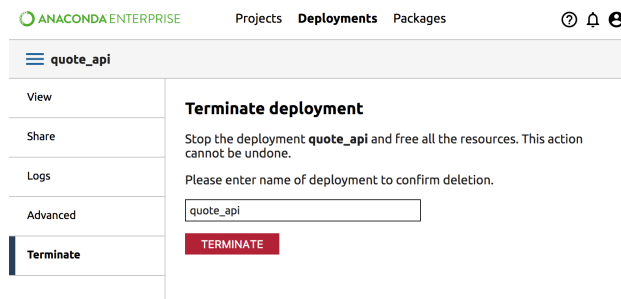 ANACONDA ENTERPRISE Projects Deployments Packages
quote_api
View
Share
Logs
Advanced
Terminate
Terminate deployment
Stop the deployment quote_api and free all the resources. This action
cannot be undone.
Please enter name of deployment to confirm deletion.
quote_api
TERMINATE